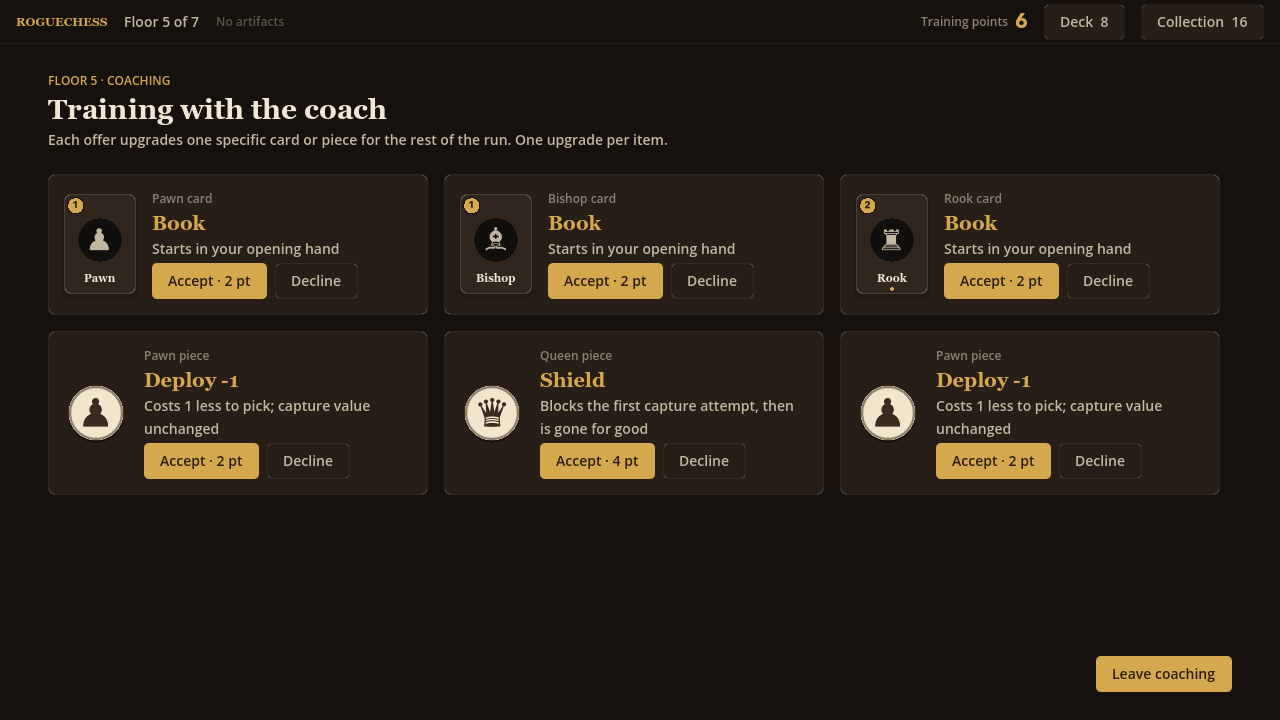 ROGUECHESS Floor 5 of 7 No artifacts Training points 6 Deck 8 Collection 16
FLOOR 5 · COACHING
Training with the coach
Each offer upgrades one specific card or piece for the rest of the run. One upgrade per item.
1
Pawn
Pawn card
Book
Starts in your opening hand
Accept · 2 pt Decline
1
Bishop
Bishop card
Book
Starts in your opening hand
Accept · 2 pt Decline
2
Rook
Rook card
Book
Starts in your opening hand
Accept · 2 pt Decline
Pawn piece
Deploy -1
Costs 1 less to pick; capture value
unchanged
Accept · 2 pt Decline
Queen piece
Shield
Blocks the first capture attempt, then
is gone for good
Accept · 4 pt Decline
Pawn piece
Deploy -1
Costs 1 less to pick; capture value
unchanged
Accept · 2 pt Decline
Leave coaching